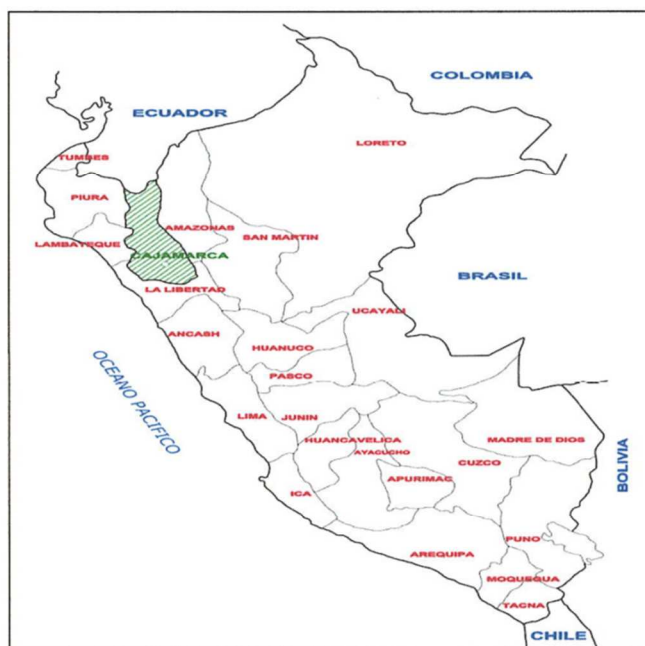 COLOMBIA
ECUADOR
LORETO
TUMBES
PIURA
AMAZONAS
SAN MARTIN
LAMBAYEQUE
CAJAMARCA
BRASIL
LA LIBERTAD
UCAYALI
ANCASH
HUANUCO
OCEANO PACIFICO
PASCO
LIMA
JUNIN
HUANCAVELICA
MADRE DE DIOS
AYACUCHO
CUZCO
BOLIVIA
APURIMAC
ICA
PUNO
AREQUIPA
MOQUEGUA
TACNA
CHILE